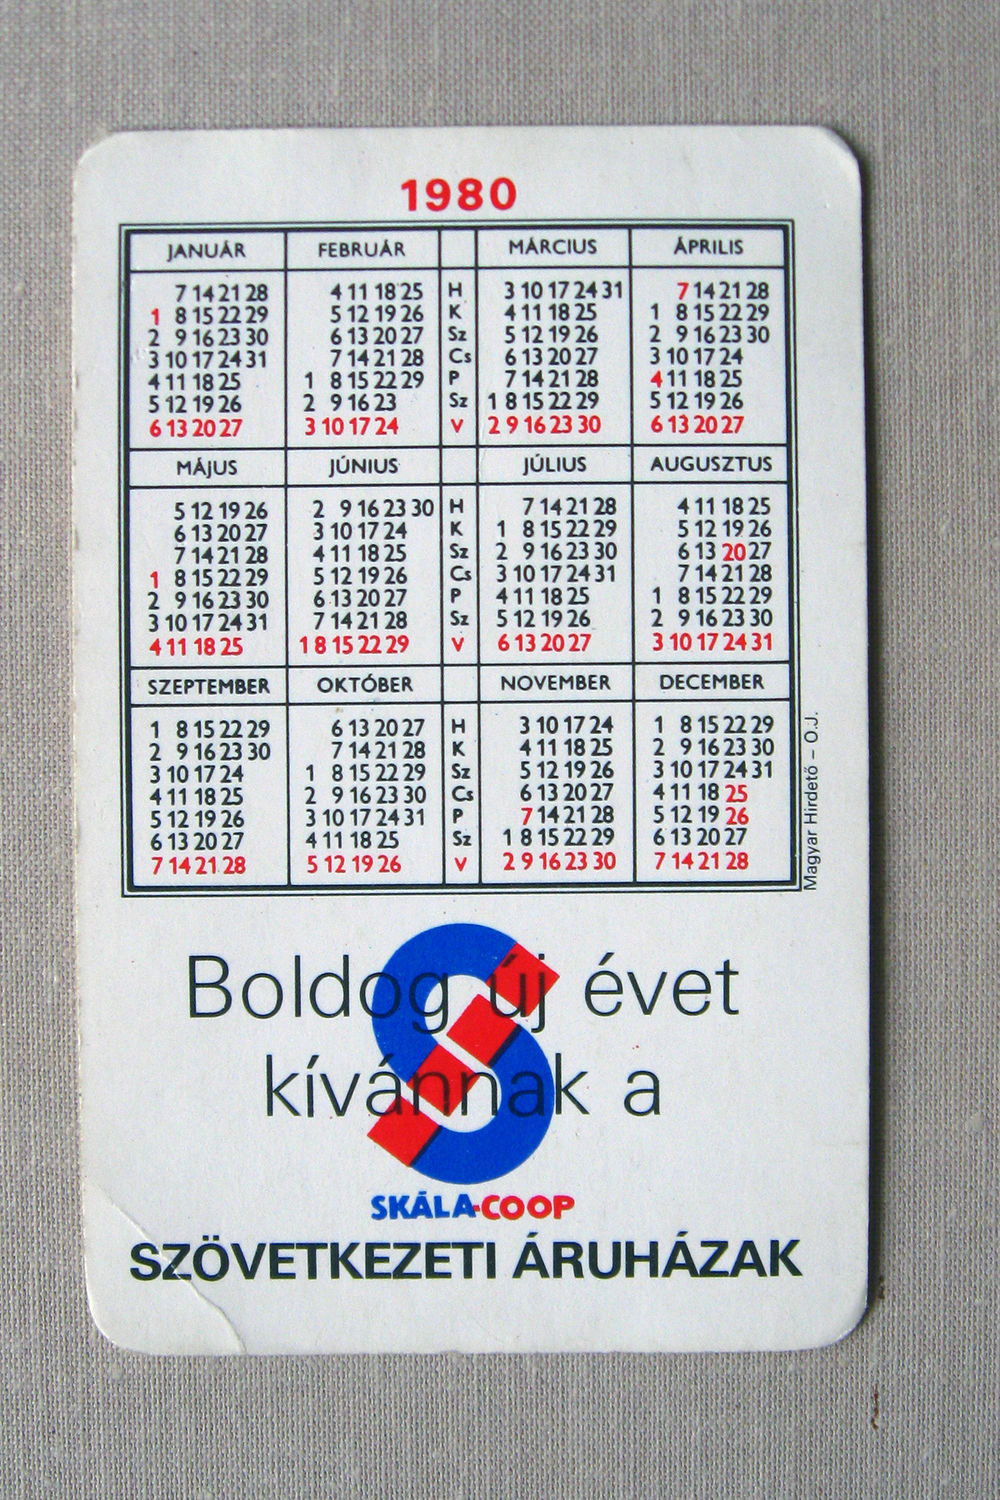 1980
JANUÁR FEBRUÁR MÁRCIUS ÁPRILIS
7 14 21 28 4 11 18 25 H 3 10 17 24 31 7 14 21 28
1 8 15 22 29 5 12 19 26 K 4 11 18 25 1 8 15 22 29
2 9 16 23 30 6 13 20 27 Sz 5 12 19 26 2 9 16 23 30
3 10 17 24 31 7 14 21 28 Cs 6 13 20 27 3 10 17 24
4 11 18 25 1 8 15 22 29 P 7 14 21 28 4 11 18 25
5 12 19 26 2 9 16 23 Sz 1 8 15 22 29 5 12 19 26
6 13 20 27 3 10 17 24 V 2 9 16 23 30 6 13 20 27
MÁJUS JÚNIUS JÚLIUS AUGUSZTUS
5 12 19 26 2 9 16 23 30 H 7 14 21 28 4 11 18 25
6 13 20 27 3 10 17 24 K 1 8 15 22 29 5 12 19 26
7 14 21 28 4 11 18 25 Sz 2 9 16 23 30 6 13 20 27
1 8 15 22 29 5 12 19 26 Cs 3 10 17 24 31 7 14 21 28
2 9 16 23 30 6 13 20 27 P 4 11 18 25 1 8 15 22 29
3 10 17 24 31 7 14 21 28 Sz 5 12 19 26 2 9 16 23 30
4 11 18 25 1 8 15 22 29 V 6 13 20 27 3 10 17 24 31
SZEPTEMBER OKTÓBER NOVEMBER DECEMBER
1 8 15 22 29 6 13 20 27 H 3 10 17 24 1 8 15 22 29
2 9 16 23 30 7 14 21 28 K 4 11 18 25 2 9 16 23 30
3 10 17 24 1 8 15 22 29 Sz 5 12 19 26 3 10 17 24 31
4 11 18 25 2 9 16 23 30 Cs 6 13 20 27 4 11 18 25
5 12 19 26 3 10 17 24 31 P 7 14 21 28 5 12 19 26
6 13 20 27 4 11 18 25 Sz 1 8 15 22 29 6 13 20 27
7 14 21 28 5 12 19 26 V 2 9 16 23 30 7 14 21 28
Magyar Hirdető – O.J.
Boldog új évet
kívánnak a
SKÁLA-COOP
SZÖVETKEZETI ÁRUHÁZAK